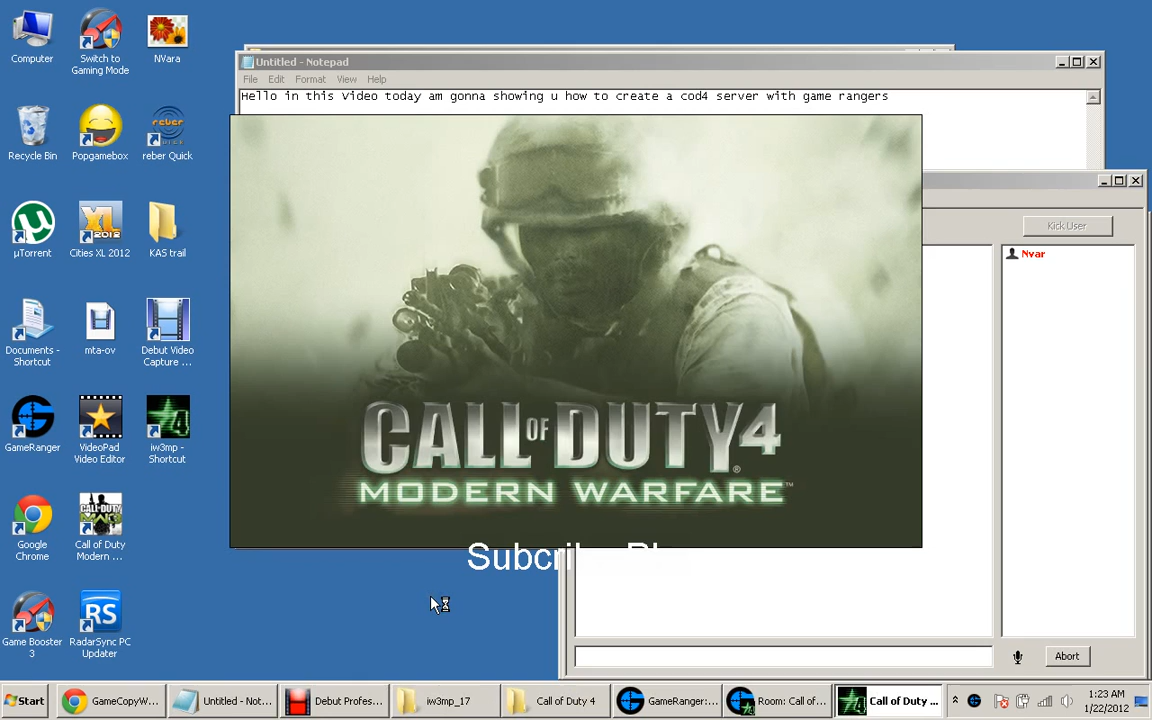 Computer
Switch to
Gaming Mode
NVara
Recycle Bin
Popgamebox
reber Quick
µTorrent
Cities XL 2012
KAS trail
Documents -
Shortcut
mta-ov
Debut Video
Capture ...
GameRanger
VideoPad
Video Editor
iw3mp -
Shortcut
Google
Chrome
Call of Duty
Modern ...
Game Booster
3
RadarSync PC
Updater
Untitled - Notepad
File Edit Format View Help
Hello in this video today am gonna showing u how to create a cod4 server with game rangers
Kick User
Nvar
CALL OF DUTY 4
MODERN WARFARE™
Subcri
Abort
Start
GameCopyW...
Untitled - Not...
Debut Profes...
iw3mp_17
Call of Duty 4
GameRanger:...
Room: Call of...
Call of Duty ...
1:23 AM
1/22/2012